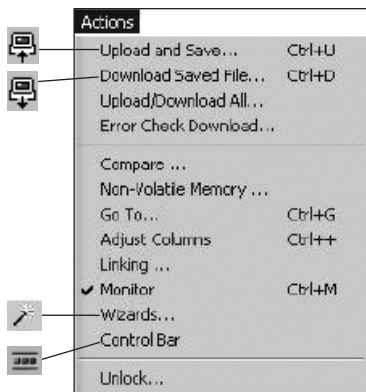 Actions
Upload and Save... Ctrl+U
Download Saved File... Ctrl+D
Upload/Download All...
Error Check Download...
Compare ...
Non-Volatile Memory ...
Go To... Ctrl+G
Adjust Columns Ctrl++
Linking ...
Monitor Ctrl+M
Wizards...
Control Bar
Unlock...